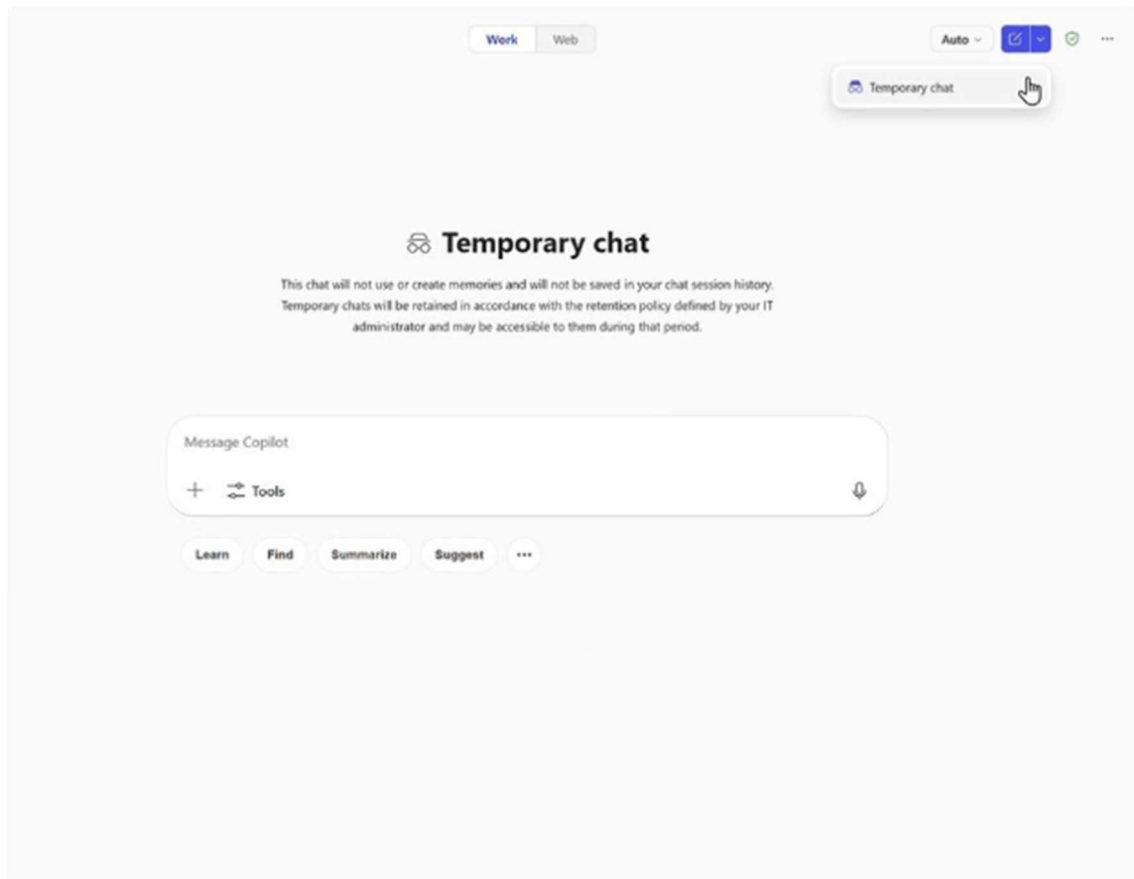 Work
Web
Auto
Temporary chat
Temporary chat
This chat will not use or create memories and will not be saved in your chat session history.
Temporary chats will be retained in accordance with the retention policy defined by your IT
administrator and may be accessible to them during that period.
Message Copilot
Tools
Learn
Find
Summarize
Suggest